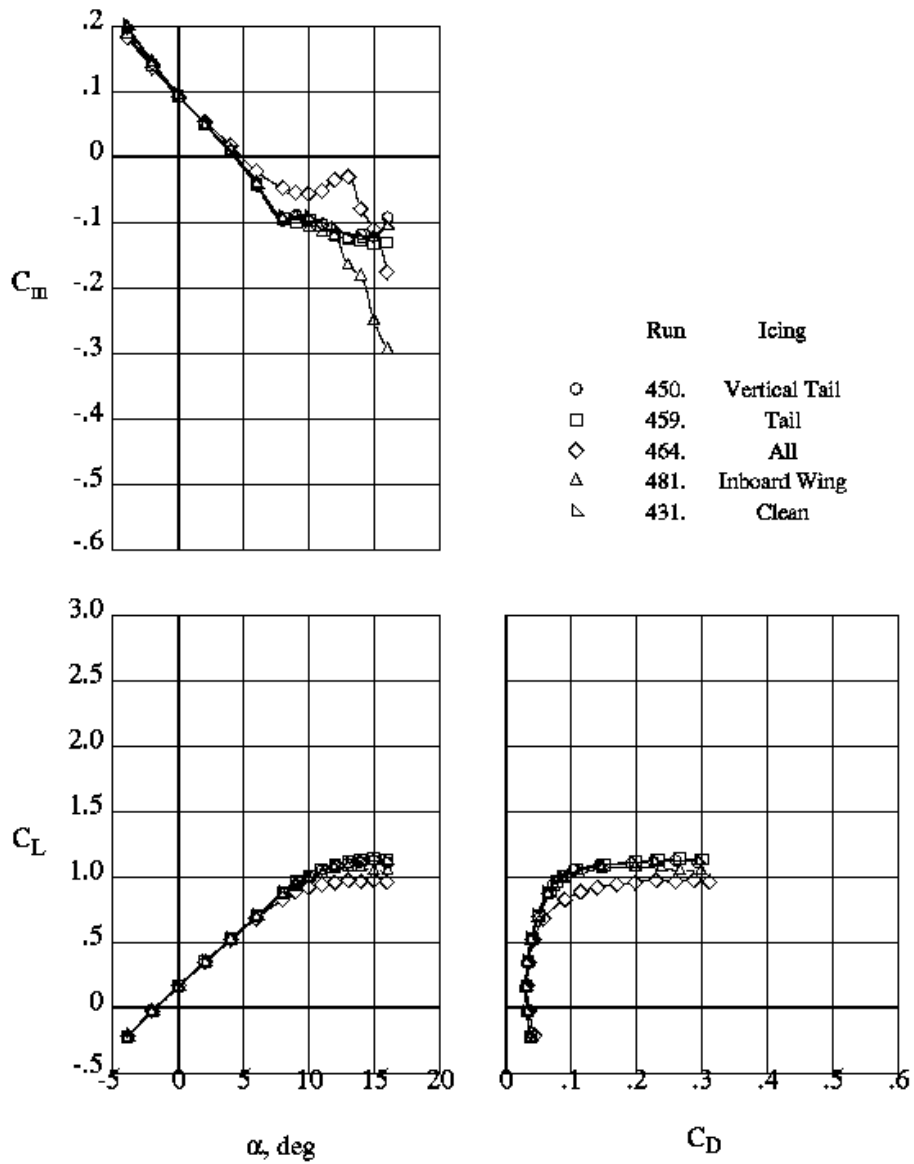 .2
.1
0
-.1
C_m
-.2
-.3
-.4
-.5
-.6
Run Icing
450. Vertical Tail
459. Tail
464. All
481. Inboard Wing
431. Clean
3.0
2.5
2.0
1.5
C_L
1.0
.5
0
-.5
-5 0 5 10 15 20
α, deg
0 .1 .2 .3 .4 .5 .6
C_D